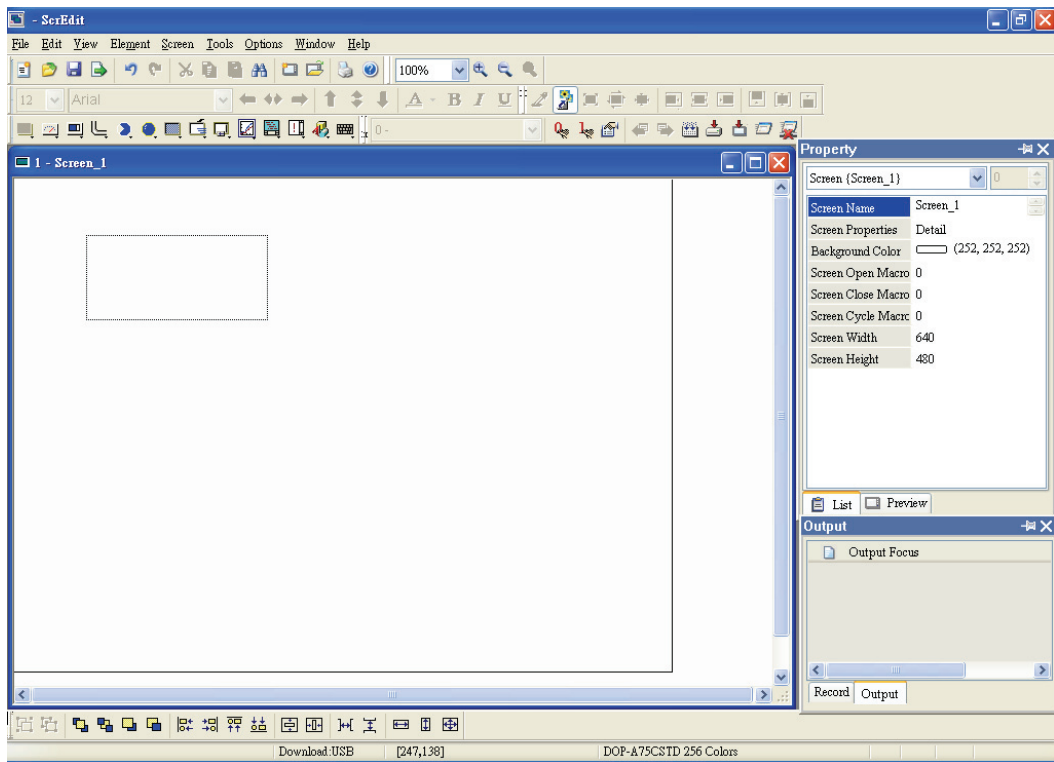 - ScrEdit
File Edit View Element Screen Tools Options Window Help
100%
12 Arial
A - B I U
0 -
1 - Screen_1
Property
Screen {Screen_1} 0
Screen Name Screen_1
Screen Properties Detail
Background Color (252, 252, 252)
Screen Open Macro 0
Screen Close Macro 0
Screen Cycle Macro 0
Screen Width 640
Screen Height 480
List Preview
Output
Output Focus
Record Output
Download:USB [247,138] DOP-A75CSTD 256 Colors